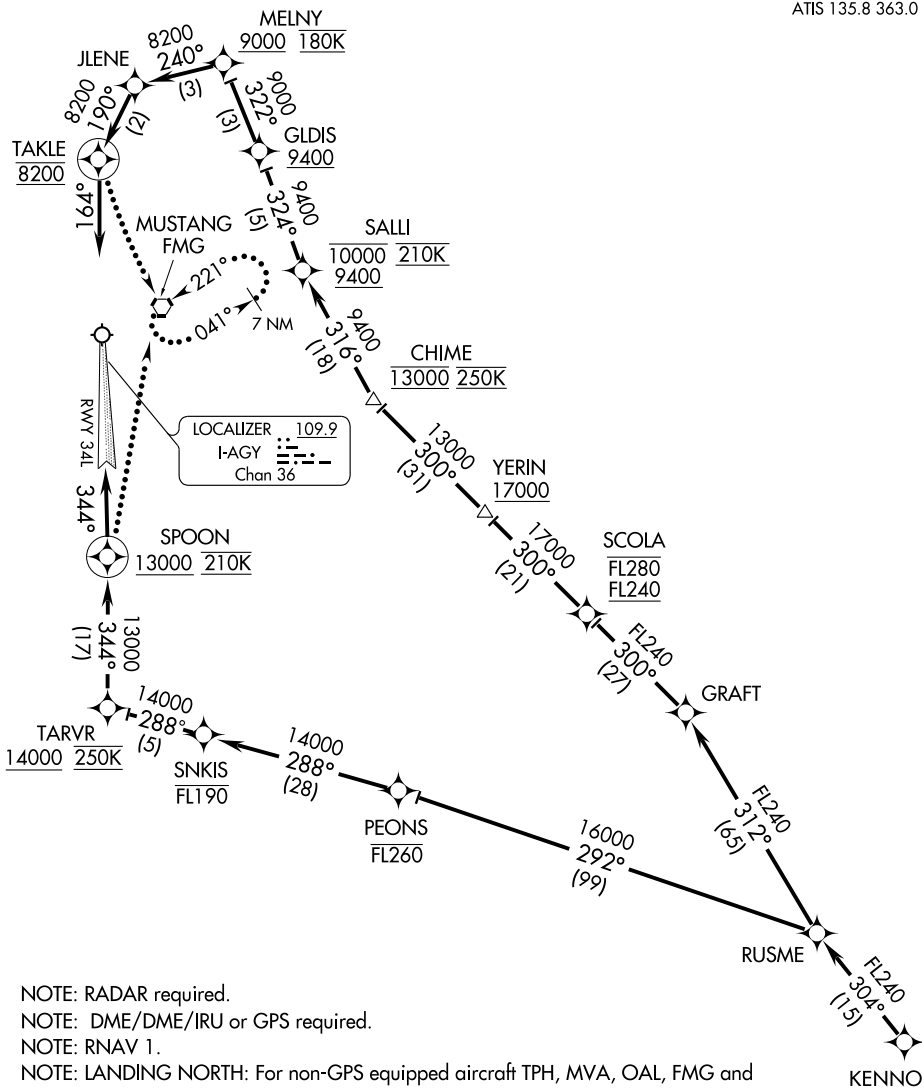 ATIS 135.8 363.0
MELNY
9000 180K
8200
240°
(3)
JLENE
8200
190°
(2)
9000
322°
(3)
GLDIS
9400
TAKLE
8200
164°
9400
324°
(5)
MUSTANG
FMG
SALLI
10000 210K
9400
221°
041°
7 NM
9400
316°
(18)
CHIME
13000 250K
LOCALIZER 109.9
I-AGY
Chan 36
RWY 34L
344°
13000
300°
(31)
YERIN
17000
SPOON
13000 210K
17000
300°
(21)
SCOLA
FL280
FL240
13000
344°
(17)
FL240
300°
(27)
GRAFT
TARVR
14000 250K
14000
288°
(5)
SNKIS
FL190
14000
288°
(28)
PEONS
FL260
16000
292°
(99)
FL240
312°
(65)
RUSME
FL240
304°
(15)
KENNO
NOTE: RADAR required.
NOTE: DME/DME/IRU or GPS required.
NOTE: RNAV 1.
NOTE: LANDING NORTH: For non-GPS equipped aircraft TPH, MVA, OAL, FMG and